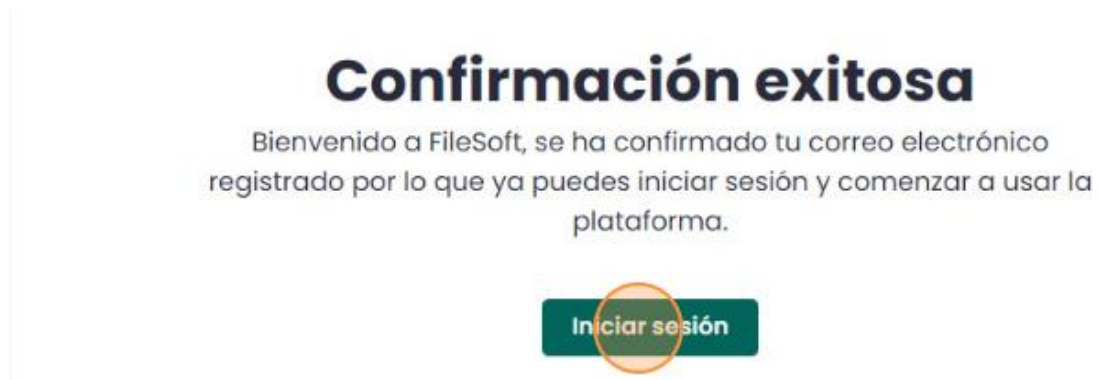 Confirmación exitosa
Bienvenido a FileSoft, se ha confirmado tu correo electrónico
registrado por lo que ya puedes iniciar sesión y comenzar a usar la
plataforma.
Iniciar sesión